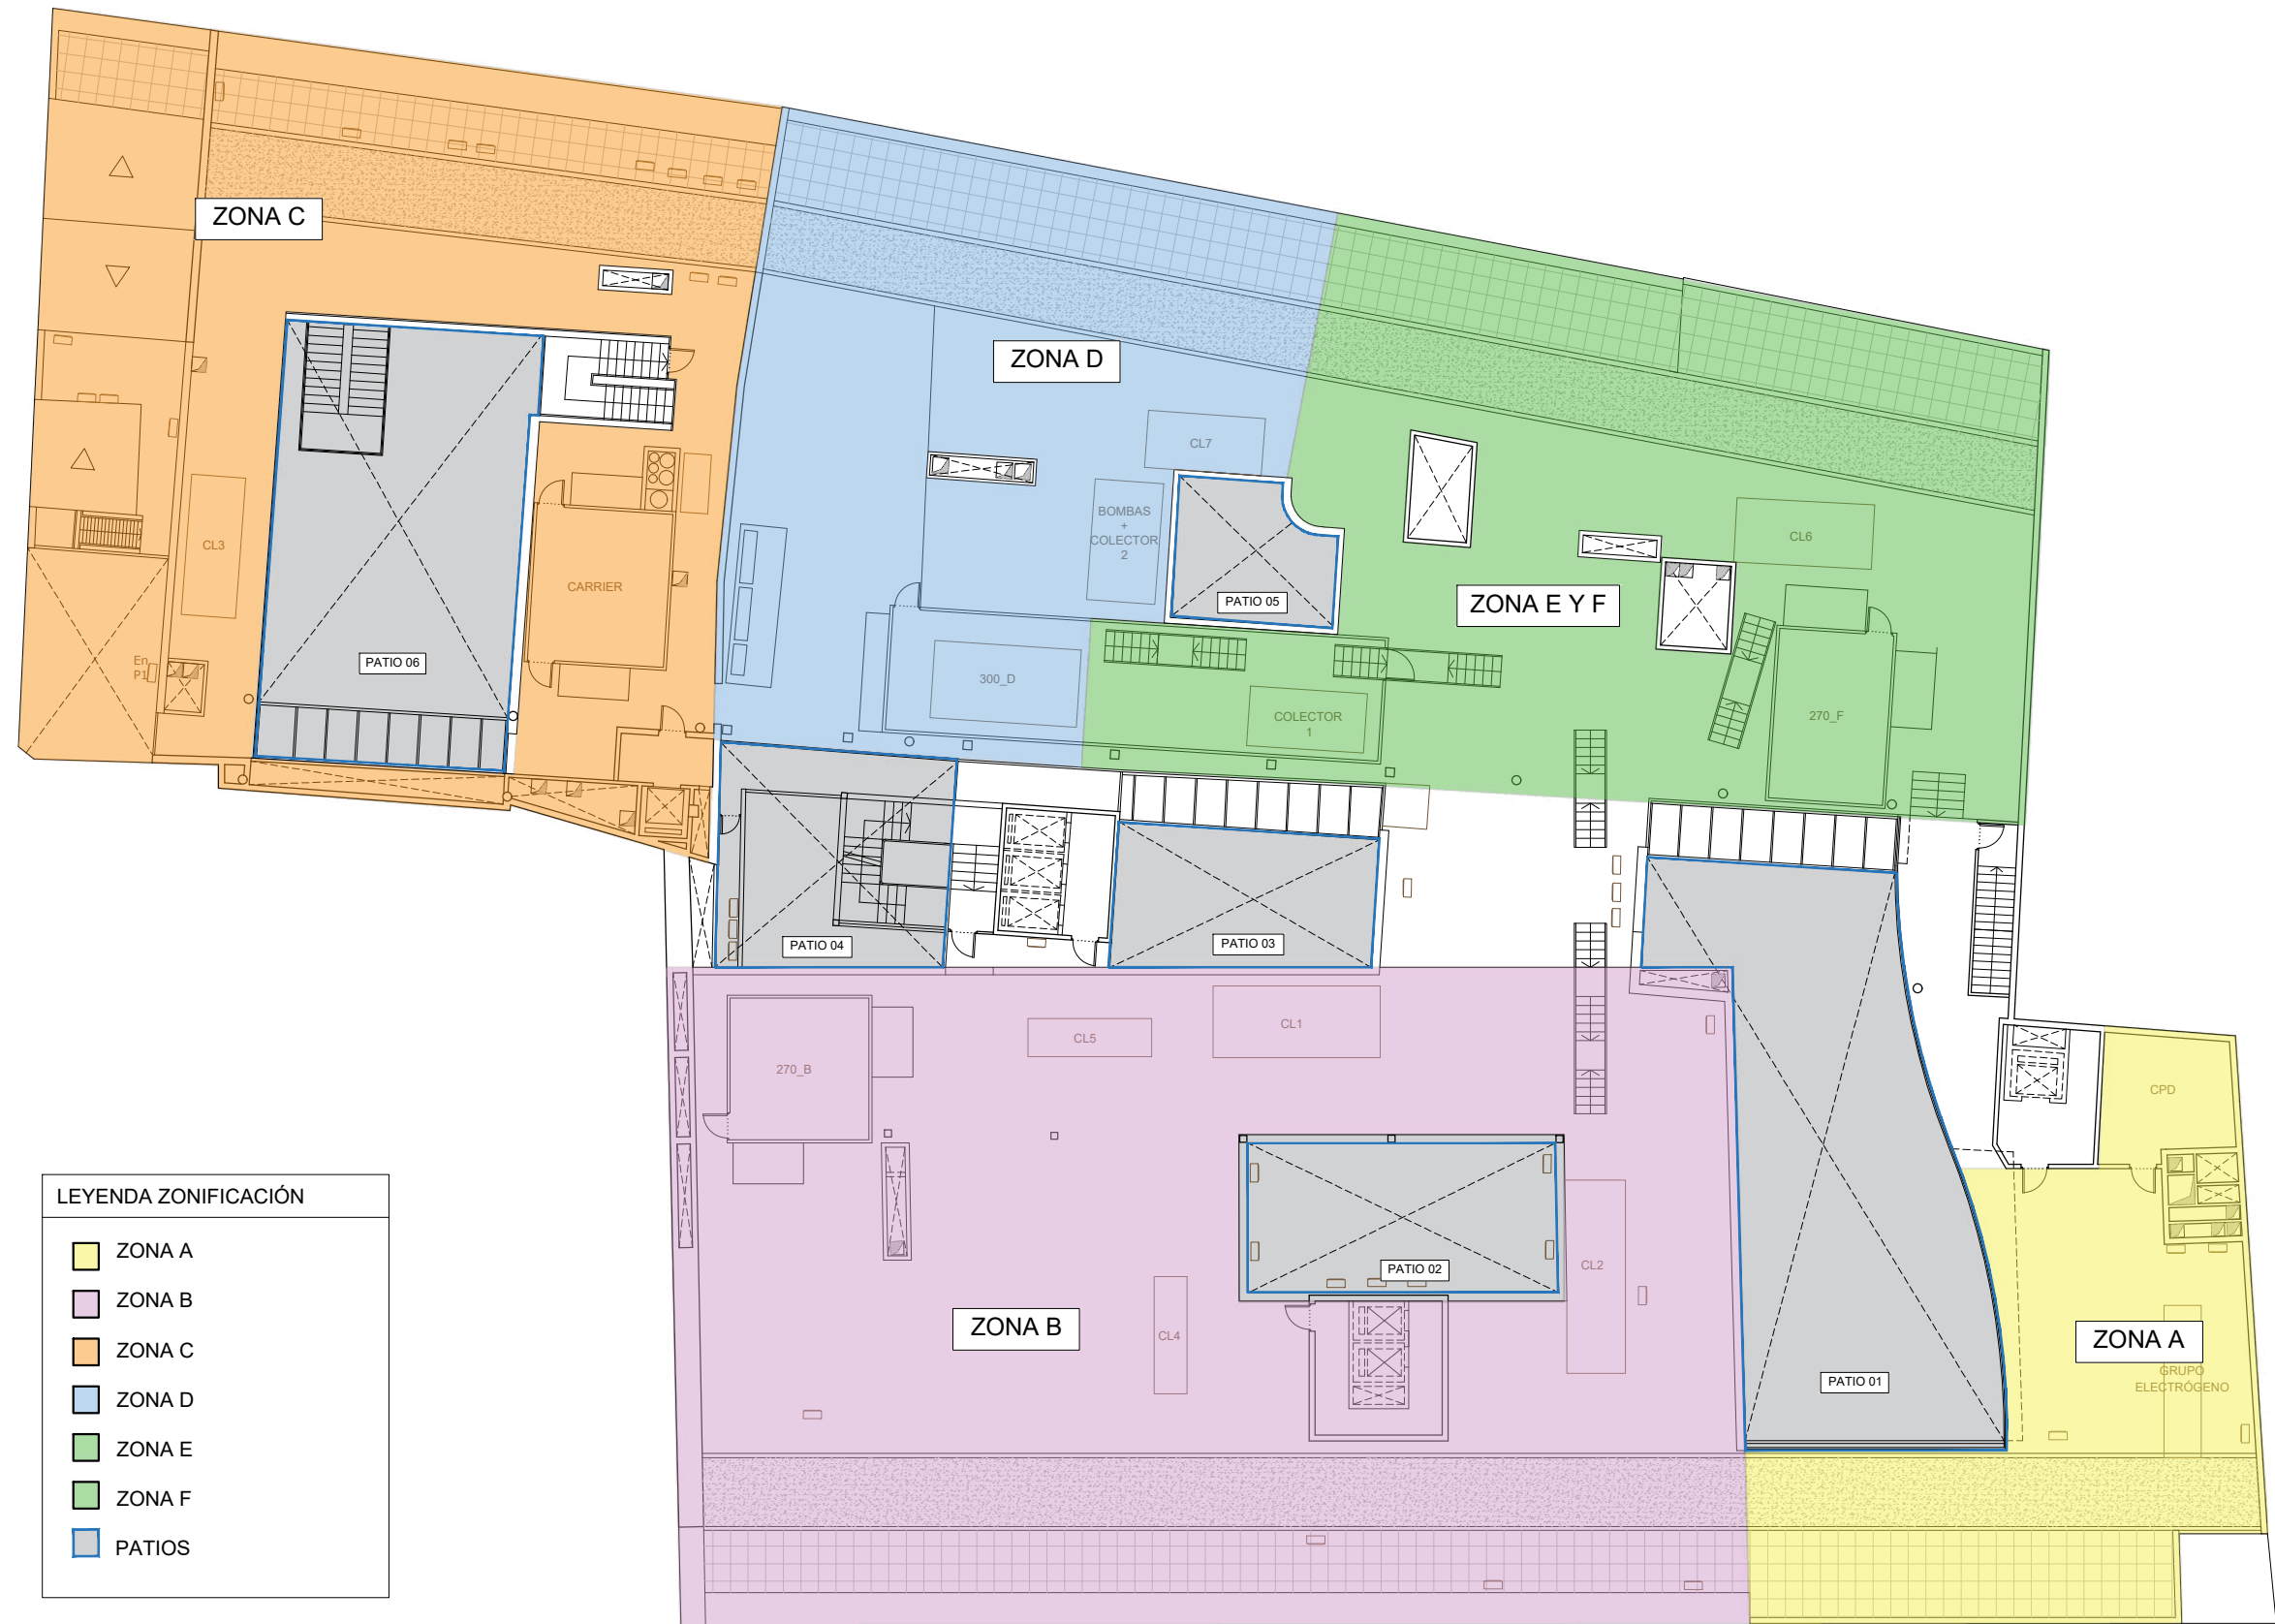 ZONA C
ZONA D
CL7
BOMBAS
+
COLECTOR
2
CL6
CL3
CARRIER
PATIO 05
ZONA E Y F
En
P1
PATIO 06
300_D
COLECTOR
1
270_F
PATIO 04
PATIO 03
270_B
CL5
CL1
CPD
PATIO 02
CL2
CL4
ZONA B
PATIO 01
ZONA A
GRUPO
ELECTRÓGENO
LEYENDA ZONIFICACIÓN
ZONA A
ZONA B
ZONA C
ZONA D
ZONA E
ZONA F
PATIOS